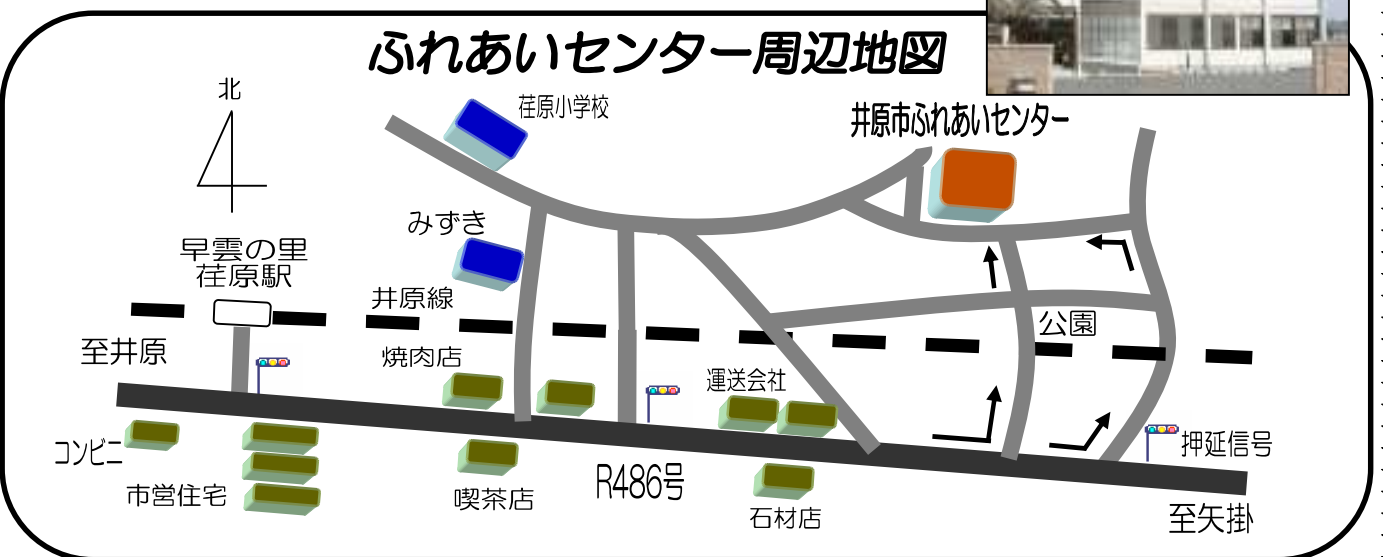 ふれあいセンター周辺地図
北
荏原小学校
井原市ふれあいセンター
みずき
早雲の里
荏原駅
井原線
公園
至井原
焼肉店
運送会社
コンビニ
押延信号
市営住宅
喫茶店
R486号
石材店
至矢掛